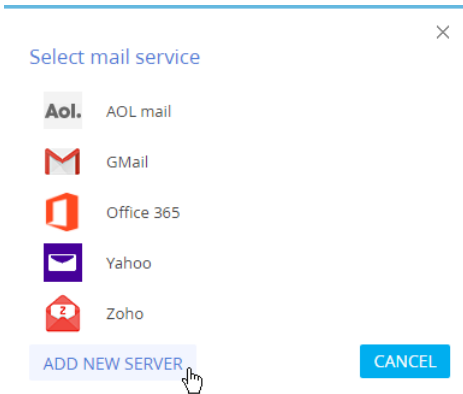 Select mail service
Aol. AOL mail
GMail
Office 365
Yahoo
Z Zoho
ADD NEW SERVER CANCEL